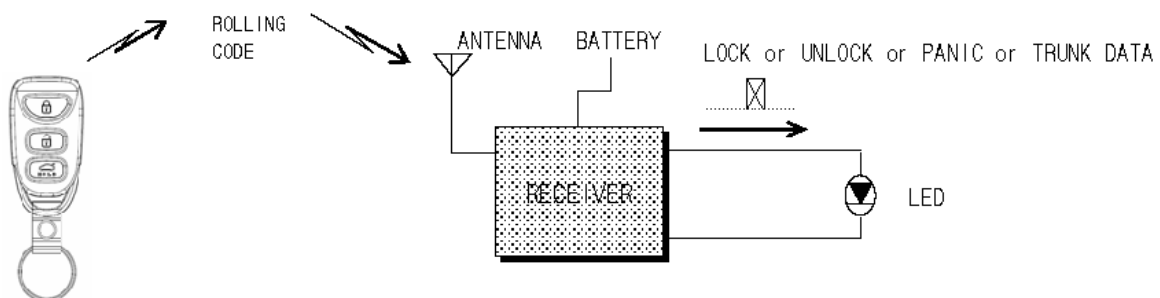 ROLLING
CODE
ANTENNA BATTERY
LOCK or UNLOCK or PANIC or TRUNK DATA
RECEIVER
LED